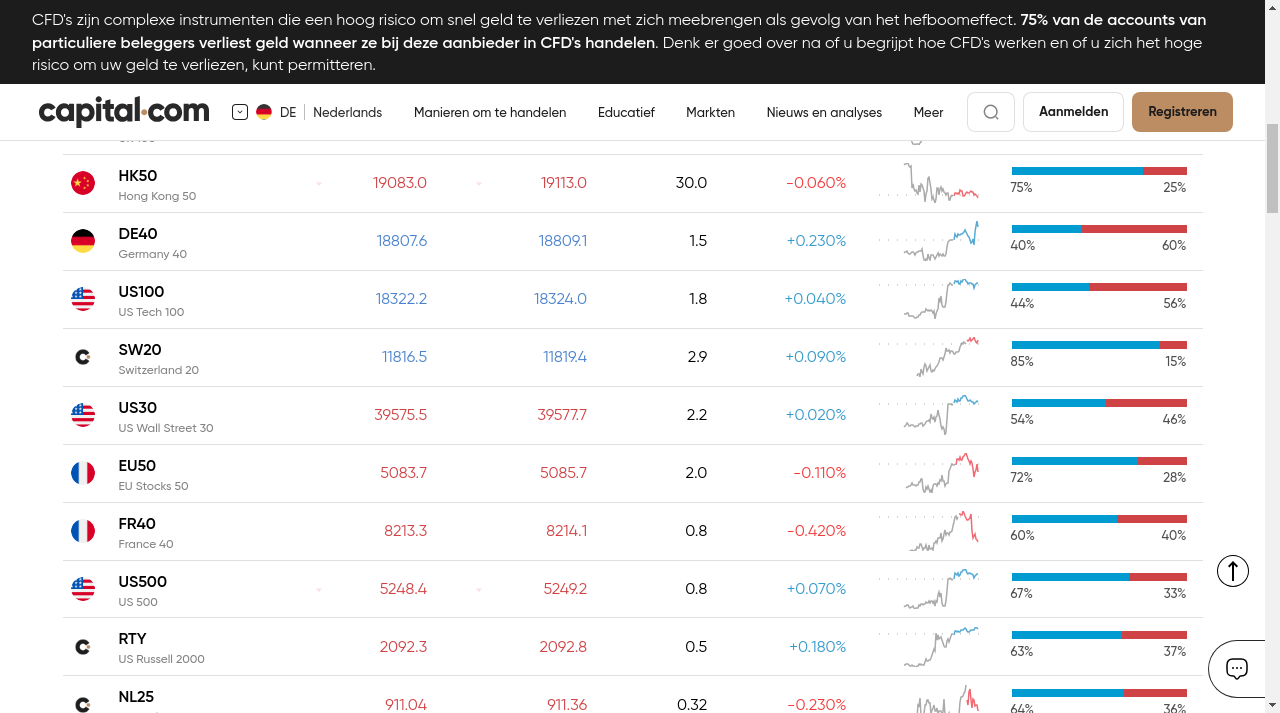 CFD's zijn complexe instrumenten die een hoog risico om snel geld te verliezen met zich meebrengen als gevolg van het hefboomeffect. 75% van de accounts van
particuliere beleggers verliest geld wanneer ze bij deze aanbieder in CFD's handelen. Denk er goed over na of u begrijpt hoe CFD's werken en of u zich het hoge
risico om uw geld te verliezen, kunt permitteren.
capital.com DE Nederlands Manieren om te handelen Educatief Markten Nieuws en analyses Meer Aanmelden Registreren
HK50 19083.0 19113.0 30.0 -0.060%
Hong Kong 50 75% 25%
DE40 18807.6 18809.1 1.5 +0.230%
Germany 40 40% 60%
US100 18322.2 18324.0 1.8 +0.040%
US Tech 100 44% 56%
SW20 11816.5 11819.4 2.9 +0.090%
Switzerland 20 85% 15%
US30 39575.5 39577.7 2.2 +0.020%
US Wall Street 30 54% 46%
EU50 5083.7 5085.7 2.0 -0.110%
EU Stocks 50 72% 28%
FR40 8213.3 8214.1 0.8 -0.420%
France 40 60% 40%
US500 5248.4 5249.2 0.8 +0.070%
US 500 67% 33%
RTY 2092.3 2092.8 0.5 +0.180%
US Russell 2000 63% 37%
NL25 911.04 911.36 0.32 -0.230%
64% 36%